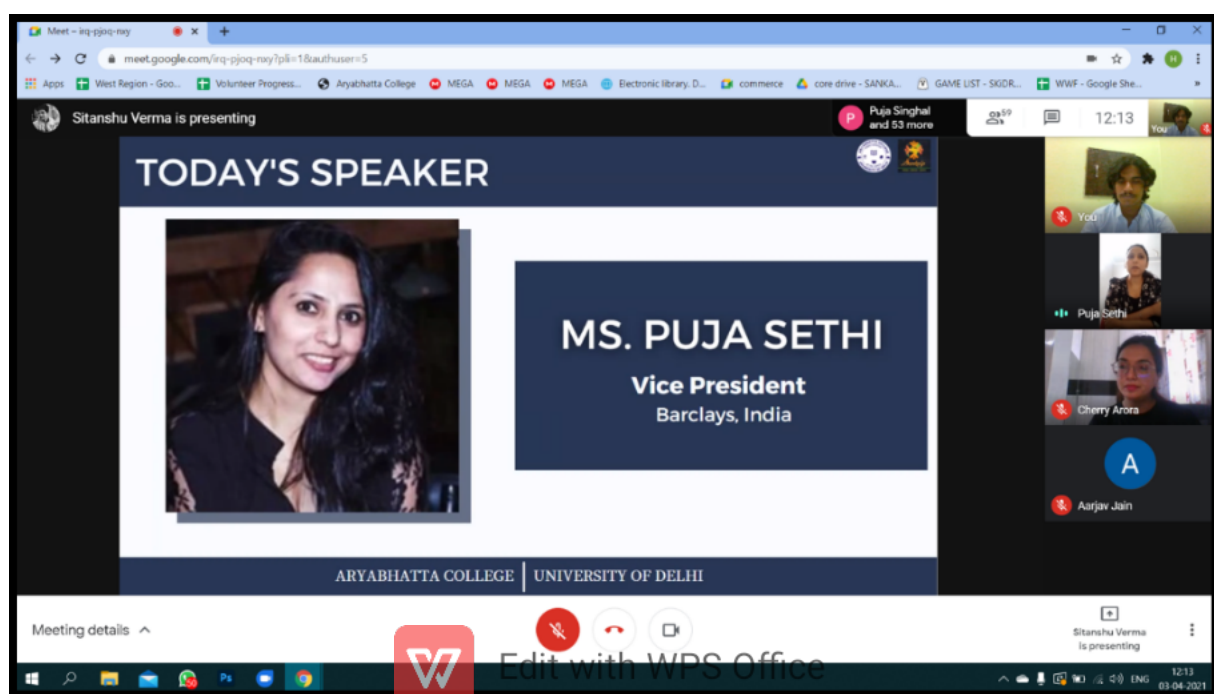 Meet – irq-pjoq-nxy
meet.google.com/irq-pjoq-nxy?pli=1&authuser=5
Apps West Region - Goo... Volunteer Progress... Aryabhatta College MEGA MEGA MEGA Electronic library. D... commerce core drive - SANKA... GAME LIST - SIGDR... WWF - Google She... »
Sitanshu Verma is presenting
P Puja Singhal
and 53 more
59
12:13
You
TODAY'S SPEAKER
You
Puja Sethi
MS. PUJA SETHI
Vice President
Barclays, India
Cherry Arora
A
Aarjav Jain
ARYABHATTA COLLEGE | UNIVERSITY OF DELHI
Meeting details
Sitanshu Verma
is presenting
W Edit with WPS Office
Ps
ENG
12:13
03-04-2021